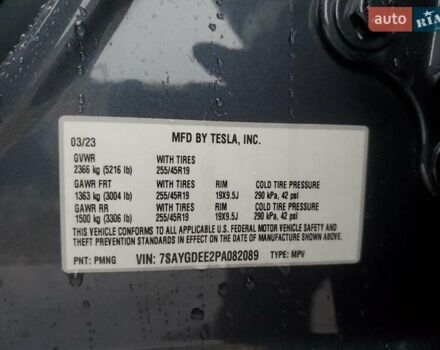 auto RIA
03/23 MFD BY TESLA, INC.
GVWR WITH TIRES
2366 kg (5216 lb) 255/45R19
GAWR FRT WITH TIRES RIM COLD TIRE PRESSURE
1363 kg (3004 lb) 255/45R19 19X9.5J 290 kPa, 42 psi
GAWR RR WITH TIRES RIM COLD TIRE PRESSURE
1500 kg (3306 lb) 255/45R19 19X9.5J 290 kPa, 42 psi
THIS VEHICLE CONFORMS TO ALL APPLICABLE U.S. FEDERAL MOTOR VEHICLE SAFETY AND
THEFT PREVENTION STANDARDS IN EFFECT ON THE DATE OF MANUFACTURE SHOWN ABOVE.
PNT: PMNG VIN: 7SAYGDEE2PA082089 TYPE: MPV